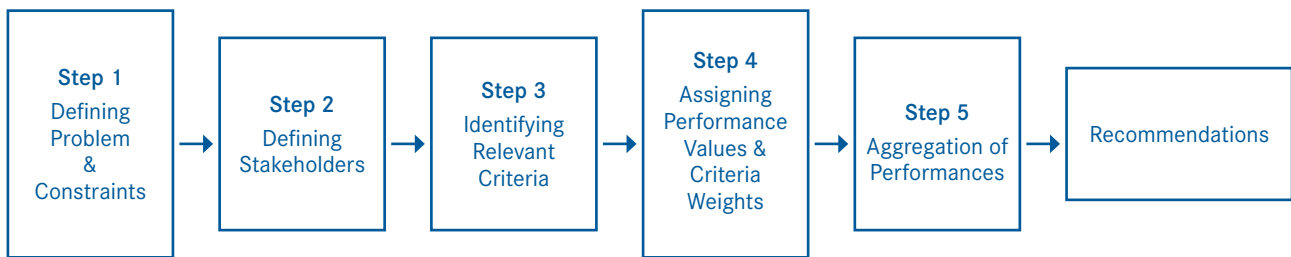 Step 1
Defining
Problem
&
Constraints
Step 2
Defining
Stakeholders
Step 3
Identifying
Relevant
Criteria
Step 4
Assigning
Performance
Values &
Criteria
Weights
Step 5
Aggregation of
Performances
Recommendations